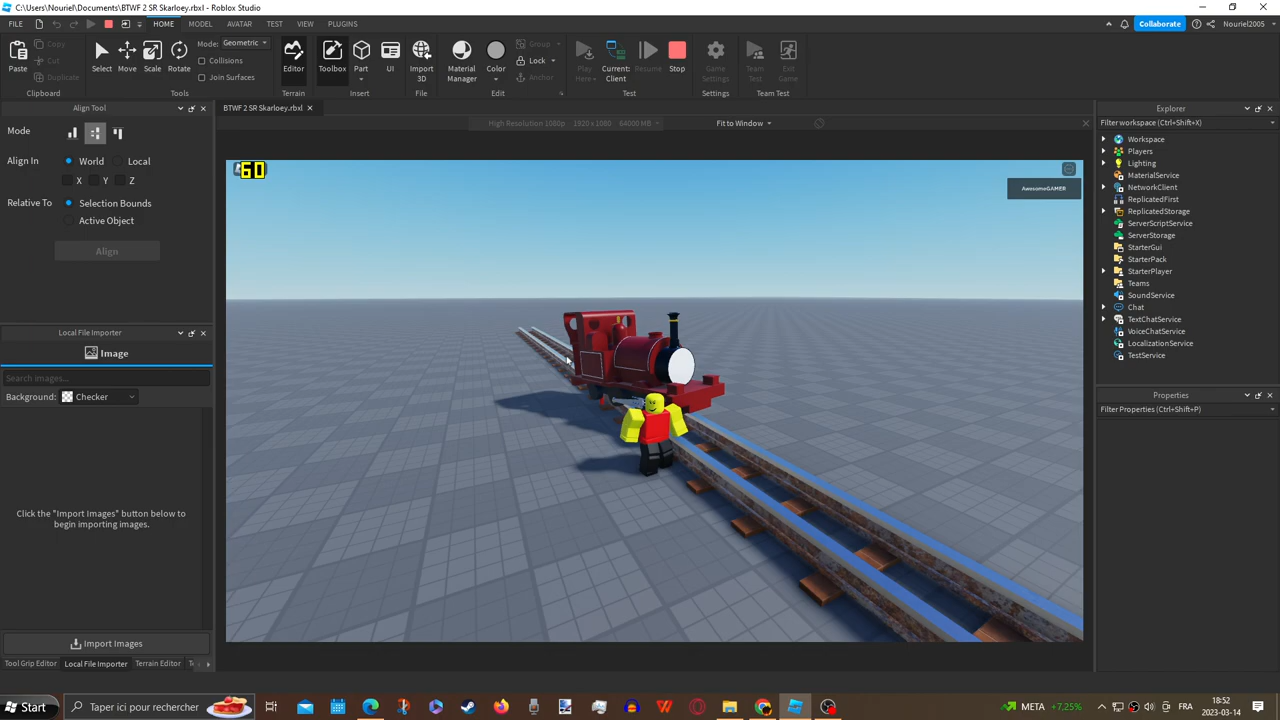 C:\Users\Nouriel\Documents\BTWF 2 SR Skarloey.rbxl - Roblox Studio
FILE HOME MODEL AVATAR TEST VIEW PLUGINS Collaborate Nouriel2005
Paste Copy Cut Duplicate Select Move Scale Rotate Mode: Geometric Collisions Join Surfaces Editor Toolbox Part UI Import 3D Material Manager Color Group Lock Anchor Play Here Current: Client Resume Stop Game Settings Team Test Exit Game
Clipboard Tools Terrain Insert File Edit Test Settings Team Test
Align Tool
BTWF 2 SR Skarloey.rbxl
Explorer
High Resolution 1080p 1920 x 1080 64000 MB Fit to Window
Filter workspace (Ctrl+Shift+X)
Mode
Align In World Local
X Y Z
Relative To Selection Bounds
Active Object
Align
60
AwesomeGAMER
Workspace
Players
Lighting
MaterialService
NetworkClient
ReplicatedFirst
ReplicatedStorage
ServerScriptService
ServerStorage
StarterGui
StarterPack
StarterPlayer
Teams
SoundService
Chat
TextChatService
VoiceChatService
LocalizationService
TestService
Local File Importer
Image
Search images...
Background: Checker
Click the "Import Images" button below to
begin importing images.
Import Images
Tool Grip Editor Local File Importer Terrain Editor
Properties
Filter Properties (Ctrl+Shift+P)
Start Taper ici pour rechercher META +7,25% FRA 18:52
2023-03-14